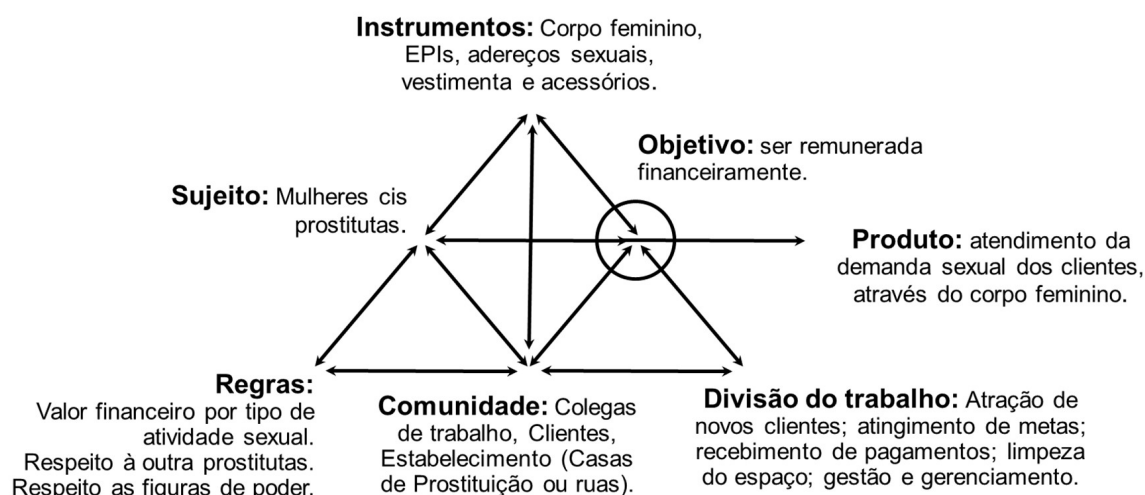 Instrumentos: Corpo feminino,
EPIs, adereços sexuais,
vestimenta e acessórios.
Objetivo: ser remunerada
financeiramente.
Sujeito: Mulheres cis
prostitutas.
Produto: atendimento da
demanda sexual dos clientes,
através do corpo feminino.
Regras:
Valor financeiro por tipo de
atividade sexual.
Respeito à outra prostitutas.
Respeito as figuras de poder.
Comunidade: Colegas
de trabalho, Clientes,
Estabelecimento (Casas
de Prostituição ou ruas).
Divisão do trabalho: Atração de
novos clientes; atingimento de metas;
recebimento de pagamentos; limpeza
do espaço; gestão e gerenciamento.